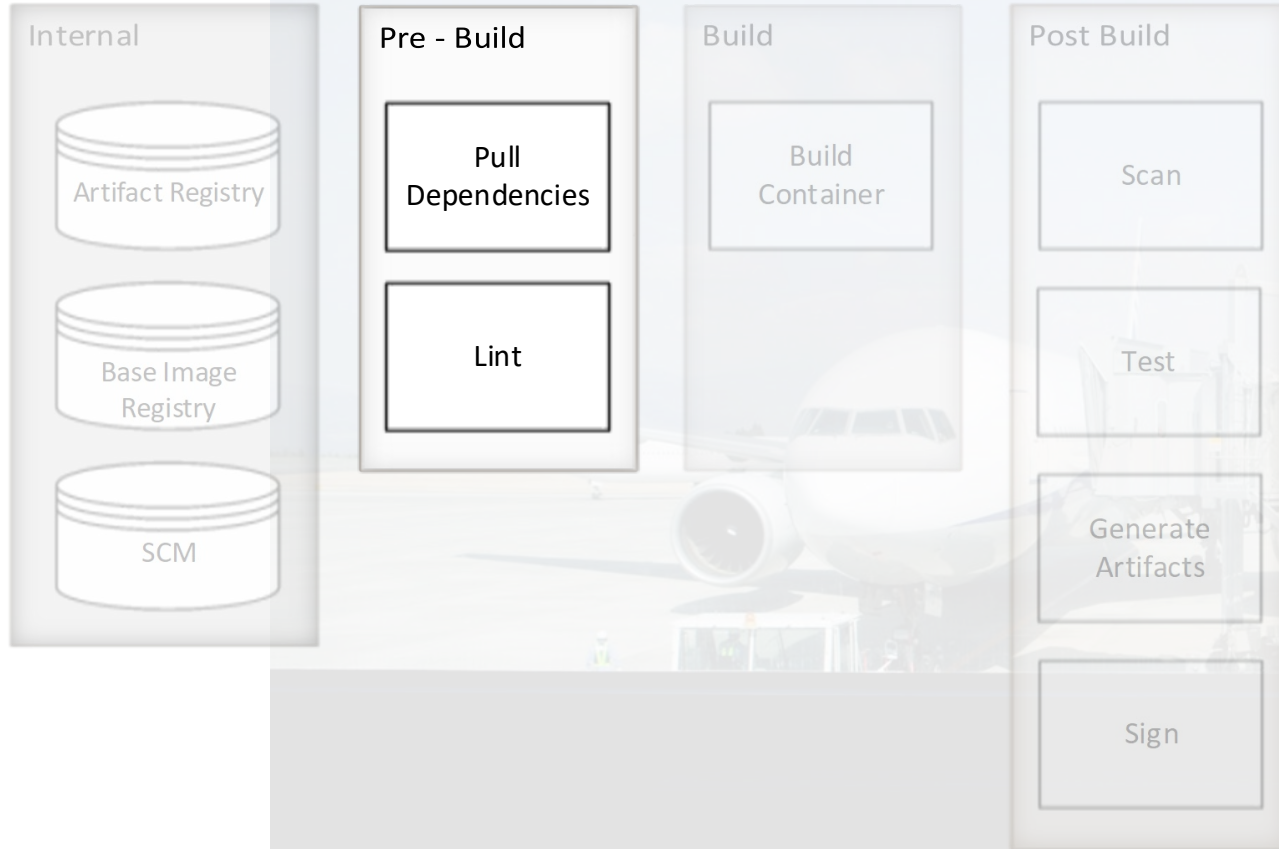 Internal
Artifact Registry
Base Image
Registry
SCM
Pre - Build
Pull
Dependencies
Lint
Build
Build
Container
Post Build
Scan
Test
Generate
Artifacts
Sign